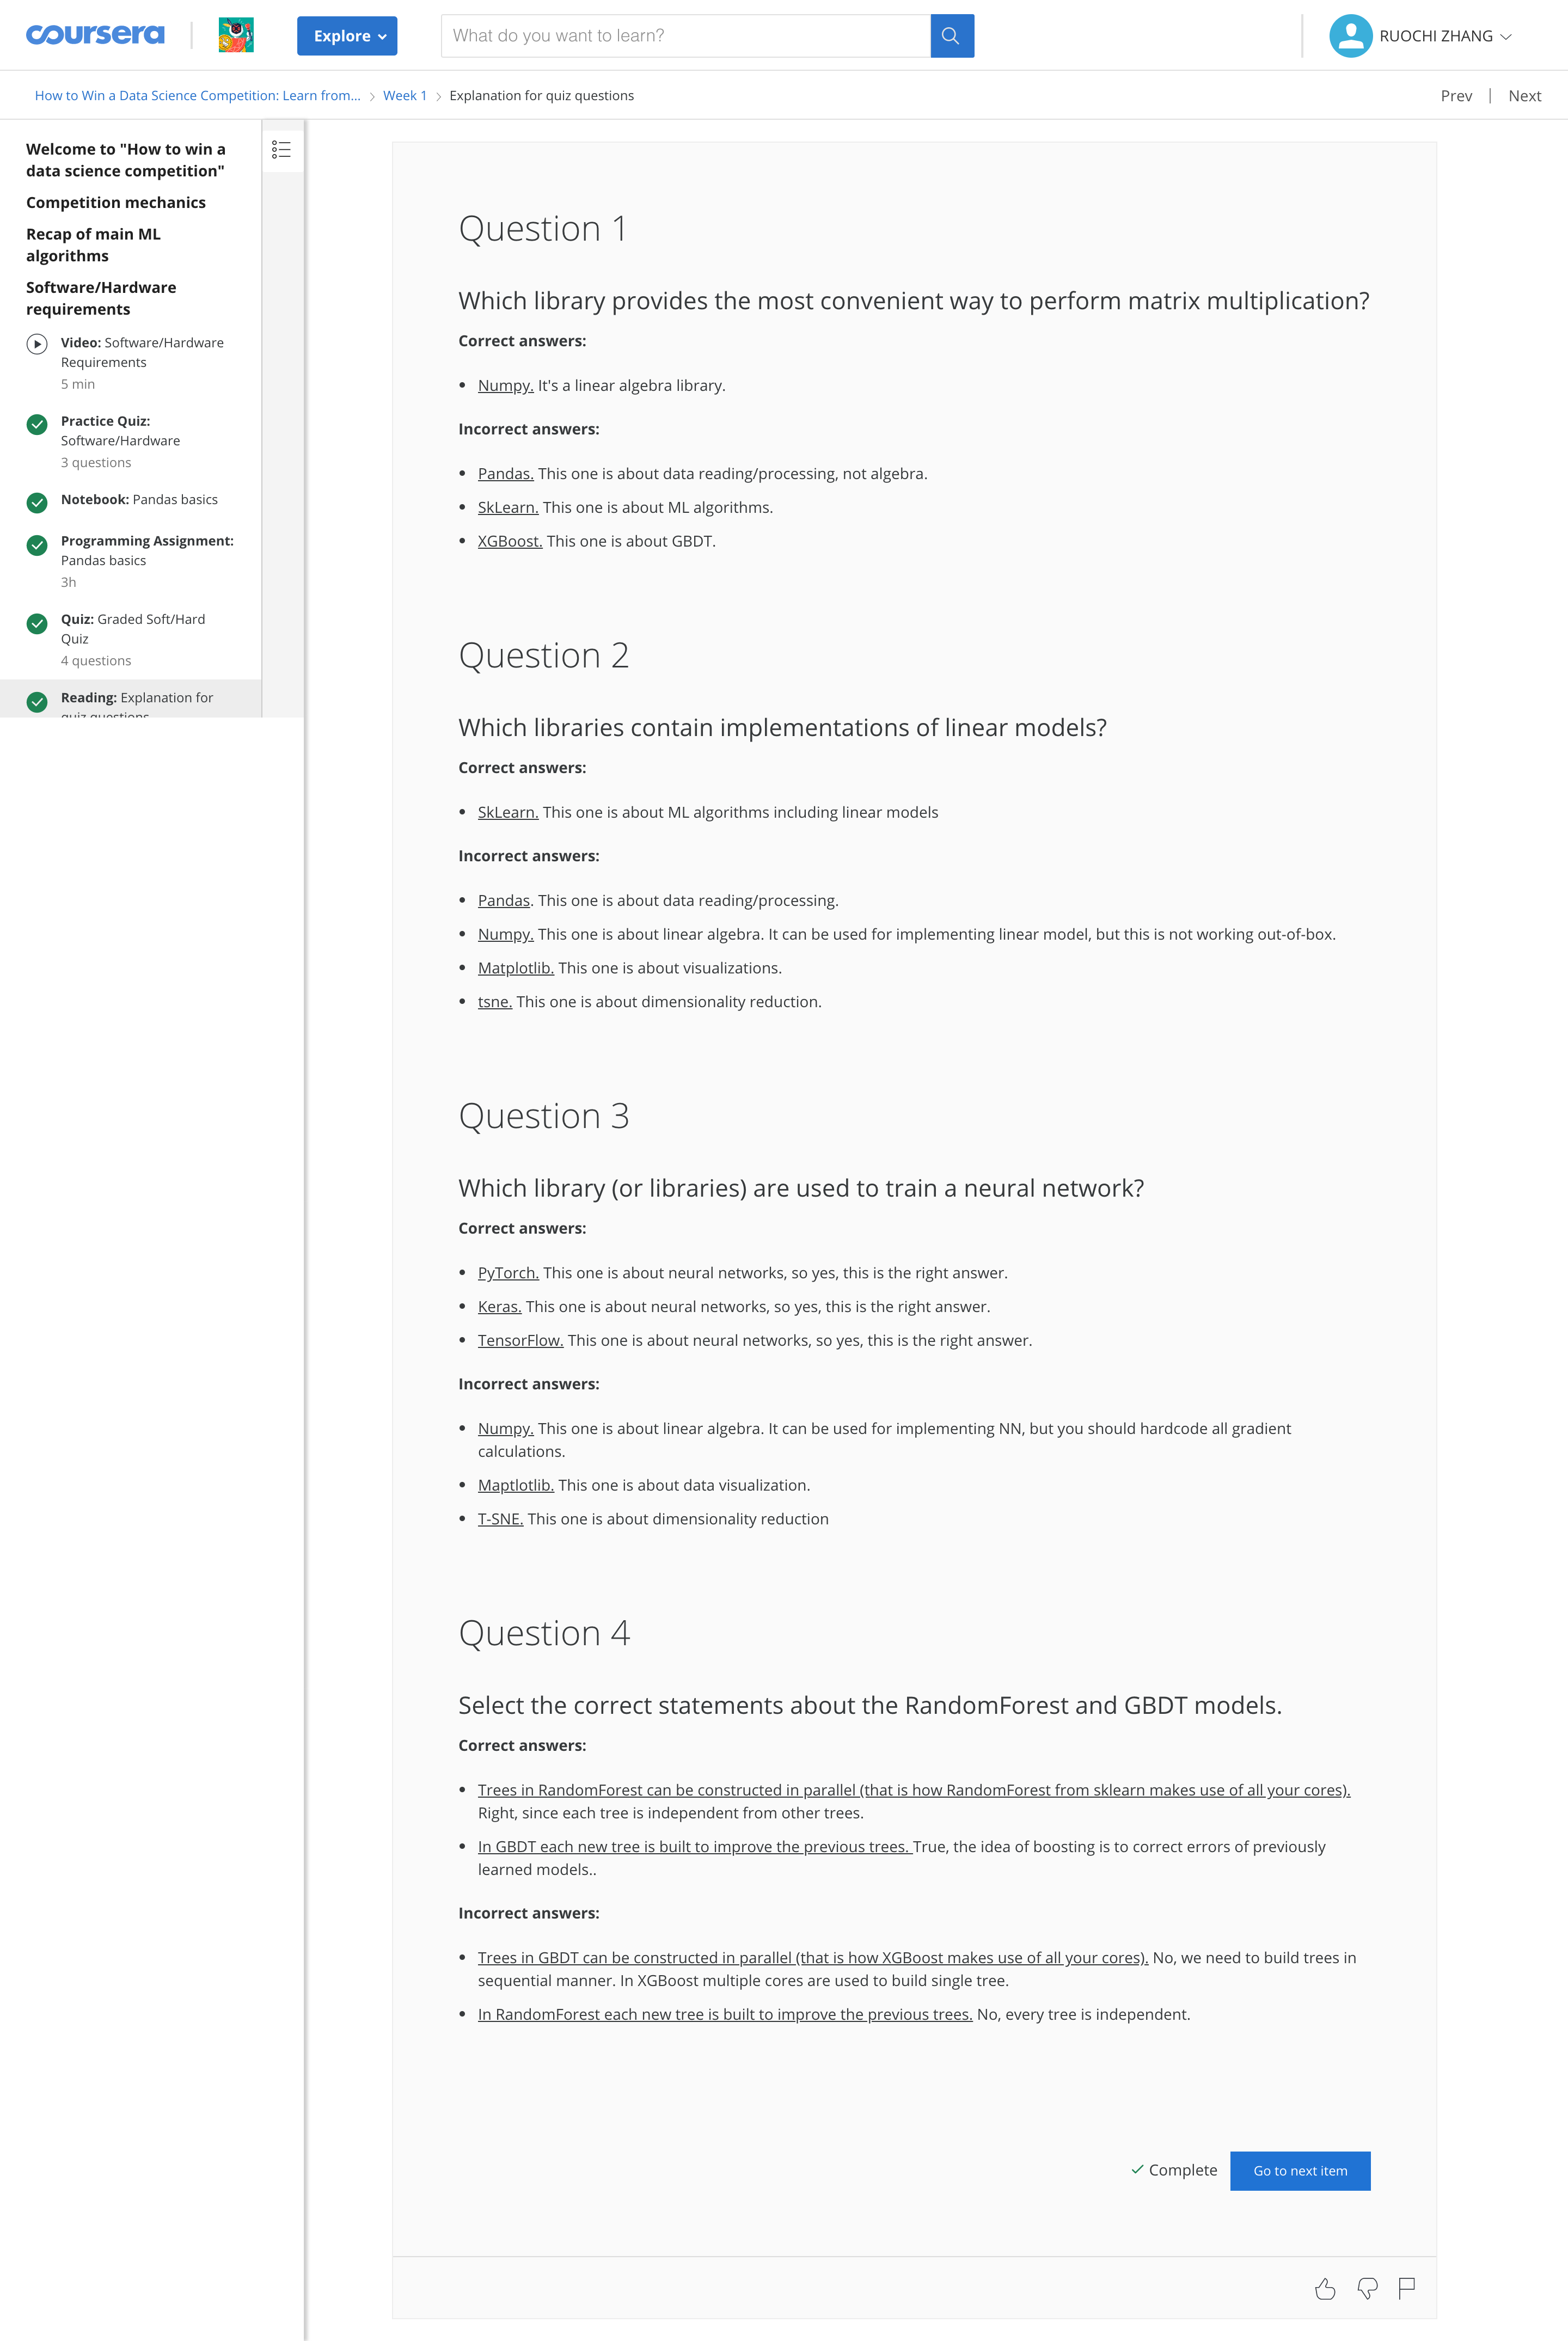 coursera
Explore
What do you want to learn?
RUOCHI ZHANG
How to Win a Data Science Competition: Learn from... > Week 1 > Explanation for quiz questions
Prev | Next
Welcome to "How to win a
data science competition"
Competition mechanics
Recap of main ML
algorithms
Software/Hardware
requirements
Video: Software/Hardware
Requirements
5 min
Practice Quiz:
Software/Hardware
3 questions
Notebook: Pandas basics
Programming Assignment:
Pandas basics
3h
Quiz: Graded Soft/Hard
Quiz
4 questions
Reading: Explanation for
quiz questions
Question 1
Which library provides the most convenient way to perform matrix multiplication?
Correct answers:
• Numpy. It's a linear algebra library.
Incorrect answers:
• Pandas. This one is about data reading/processing, not algebra.
• SkLearn. This one is about ML algorithms.
• XGBoost. This one is about GBDT.
Question 2
Which libraries contain implementations of linear models?
Correct answers:
• SkLearn. This one is about ML algorithms including linear models
Incorrect answers:
• Pandas. This one is about data reading/processing.
• Numpy. This one is about linear algebra. It can be used for implementing linear model, but this is not working out-of-box.
• Matplotlib. This one is about visualizations.
• tsne. This one is about dimensionality reduction.
Question 3
Which library (or libraries) are used to train a neural network?
Correct answers:
• PyTorch. This one is about neural networks, so yes, this is the right answer.
• Keras. This one is about neural networks, so yes, this is the right answer.
• TensorFlow. This one is about neural networks, so yes, this is the right answer.
Incorrect answers:
• Numpy. This one is about linear algebra. It can be used for implementing NN, but you should hardcode all gradient
calculations.
• Maptlotlib. This one is about data visualization.
• T-SNE. This one is about dimensionality reduction
Question 4
Select the correct statements about the RandomForest and GBDT models.
Correct answers:
• Trees in RandomForest can be constructed in parallel (that is how RandomForest from sklearn makes use of all your cores).
Right, since each tree is independent from other trees.
• In GBDT each new tree is built to improve the previous trees. True, the idea of boosting is to correct errors of previously
learned models..
Incorrect answers:
• Trees in GBDT can be constructed in parallel (that is how XGBoost makes use of all your cores). No, we need to build trees in
sequential manner. In XGBoost multiple cores are used to build single tree.
• In RandomForest each new tree is built to improve the previous trees. No, every tree is independent.
Complete
Go to next item